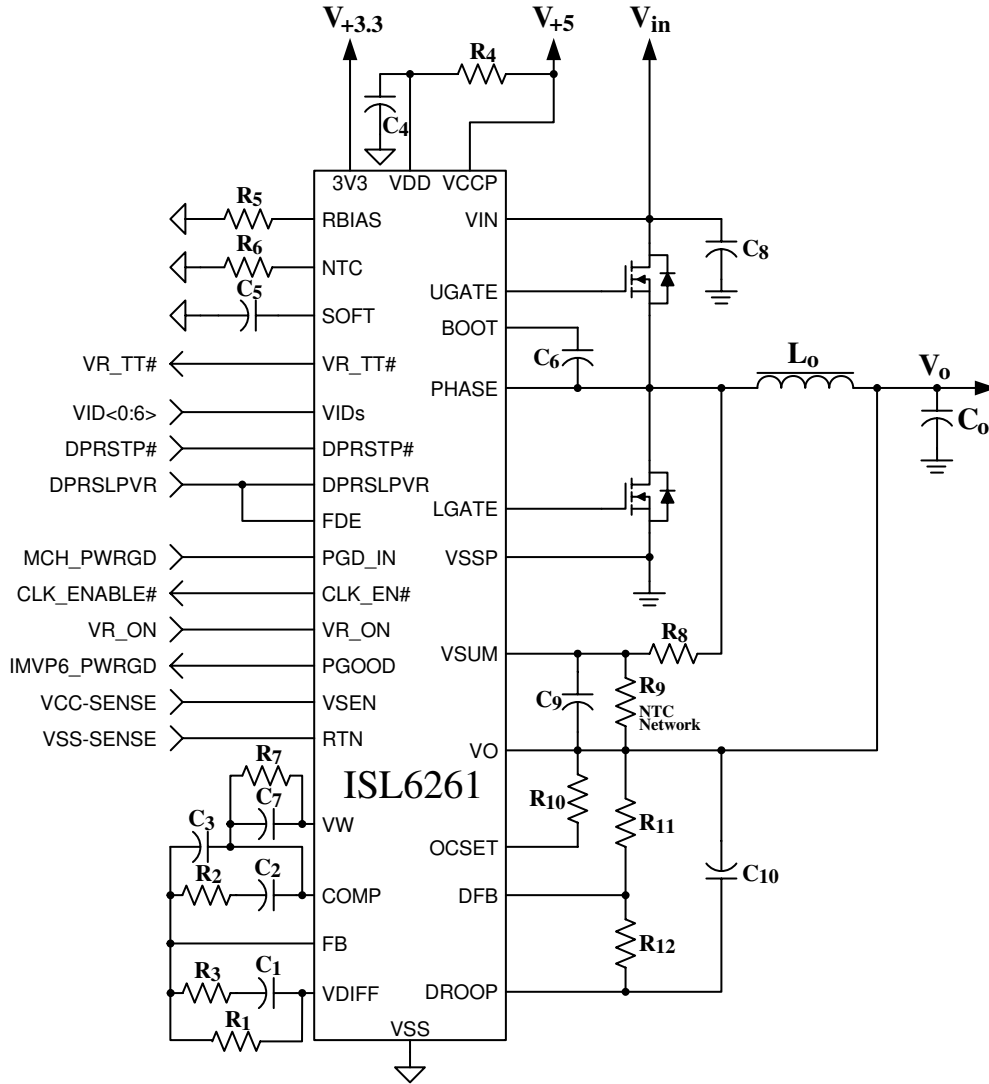 V+3.3
V+5
Vin
R4
C4
3V3
VDD
VCCP
R5
RBIAS
VIN
C8
R6
NTC
UGATE
C5
SOFT
BOOT
C6
VR_TT#
VR_TT#
PHASE
Lo
Vo
Co
VID<0:6>
VIDs
DPRSTP#
DPRSTP#
DPRSLPVR
DPRSLPVR
LGATE
FDE
MCH_PWRGD
PGD_IN
VSSP
CLK_ENABLE#
CLK_EN#
VR_ON
VR_ON
R8
IMVP6_PWRGD
PGOOD
VSUM
VCC-SENSE
VSEN
C9
R9
NTC
Network
VSS-SENSE
RTN
VO
R7
ISL6261
C7
R10
C3
VW
R11
OCSET
R2
C2
COMP
DFB
C10
FB
R12
R3
C1
VDIFF
DROOP
R1
VSS